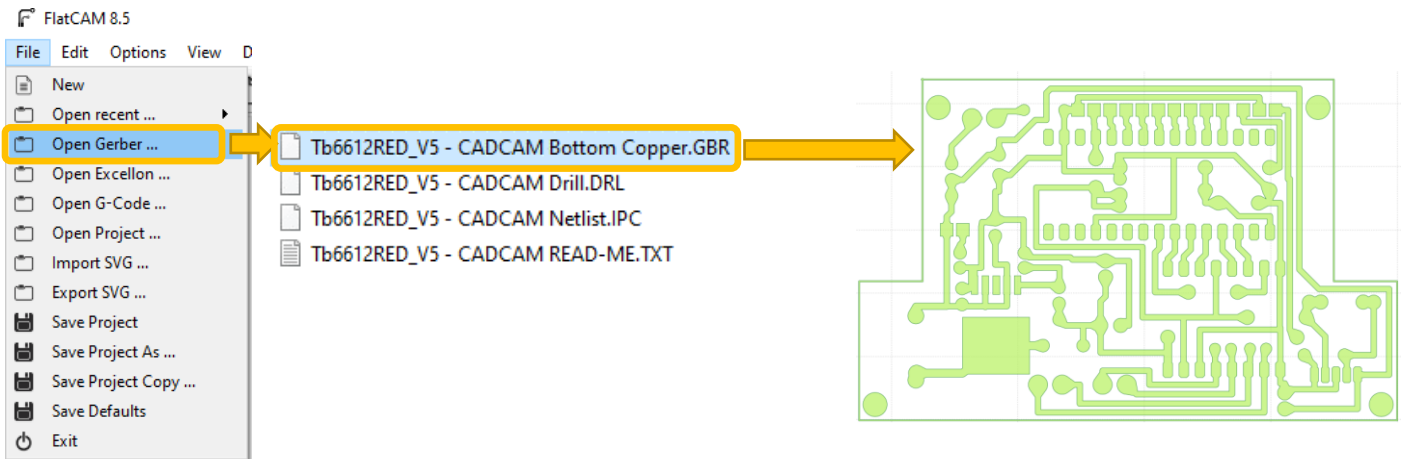 FlatCAM 8.5
File Edit Options View D
New
Open recent ...
Open Gerber ...
Open Excellon ...
Open G-Code ...
Open Project ...
Import SVG ...
Export SVG ...
Save Project
Save Project As ...
Save Project Copy ...
Save Defaults
Exit
Tb6612RED_V5 - CADCAM Bottom Copper.GBR
Tb6612RED_V5 - CADCAM Drill.DRL
Tb6612RED_V5 - CADCAM Netlist.IPC
Tb6612RED_V5 - CADCAM READ-ME.TXT